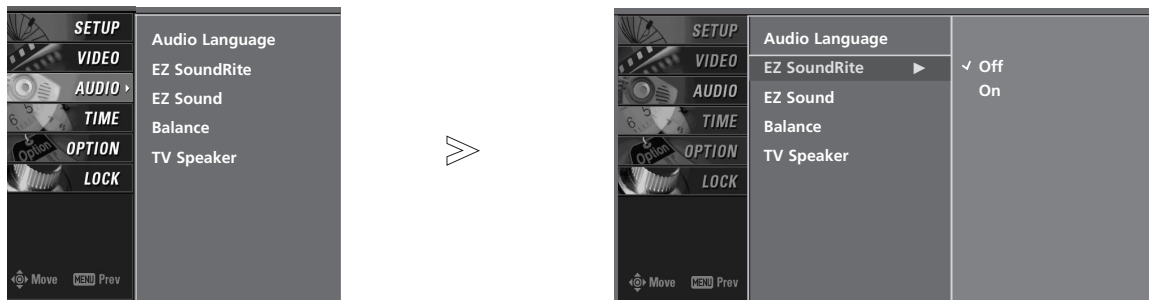 SETUP
VIDEO
AUDIO
TIME
OPTION
LOCK
Option
Move MENU Prev
Audio Language
EZ SoundRite
EZ Sound
Balance
TV Speaker
SETUP
VIDEO
AUDIO
TIME
OPTION
LOCK
Option
Move MENU Prev
Audio Language
EZ SoundRite ►
EZ Sound
Balance
TV Speaker
✓ Off
On